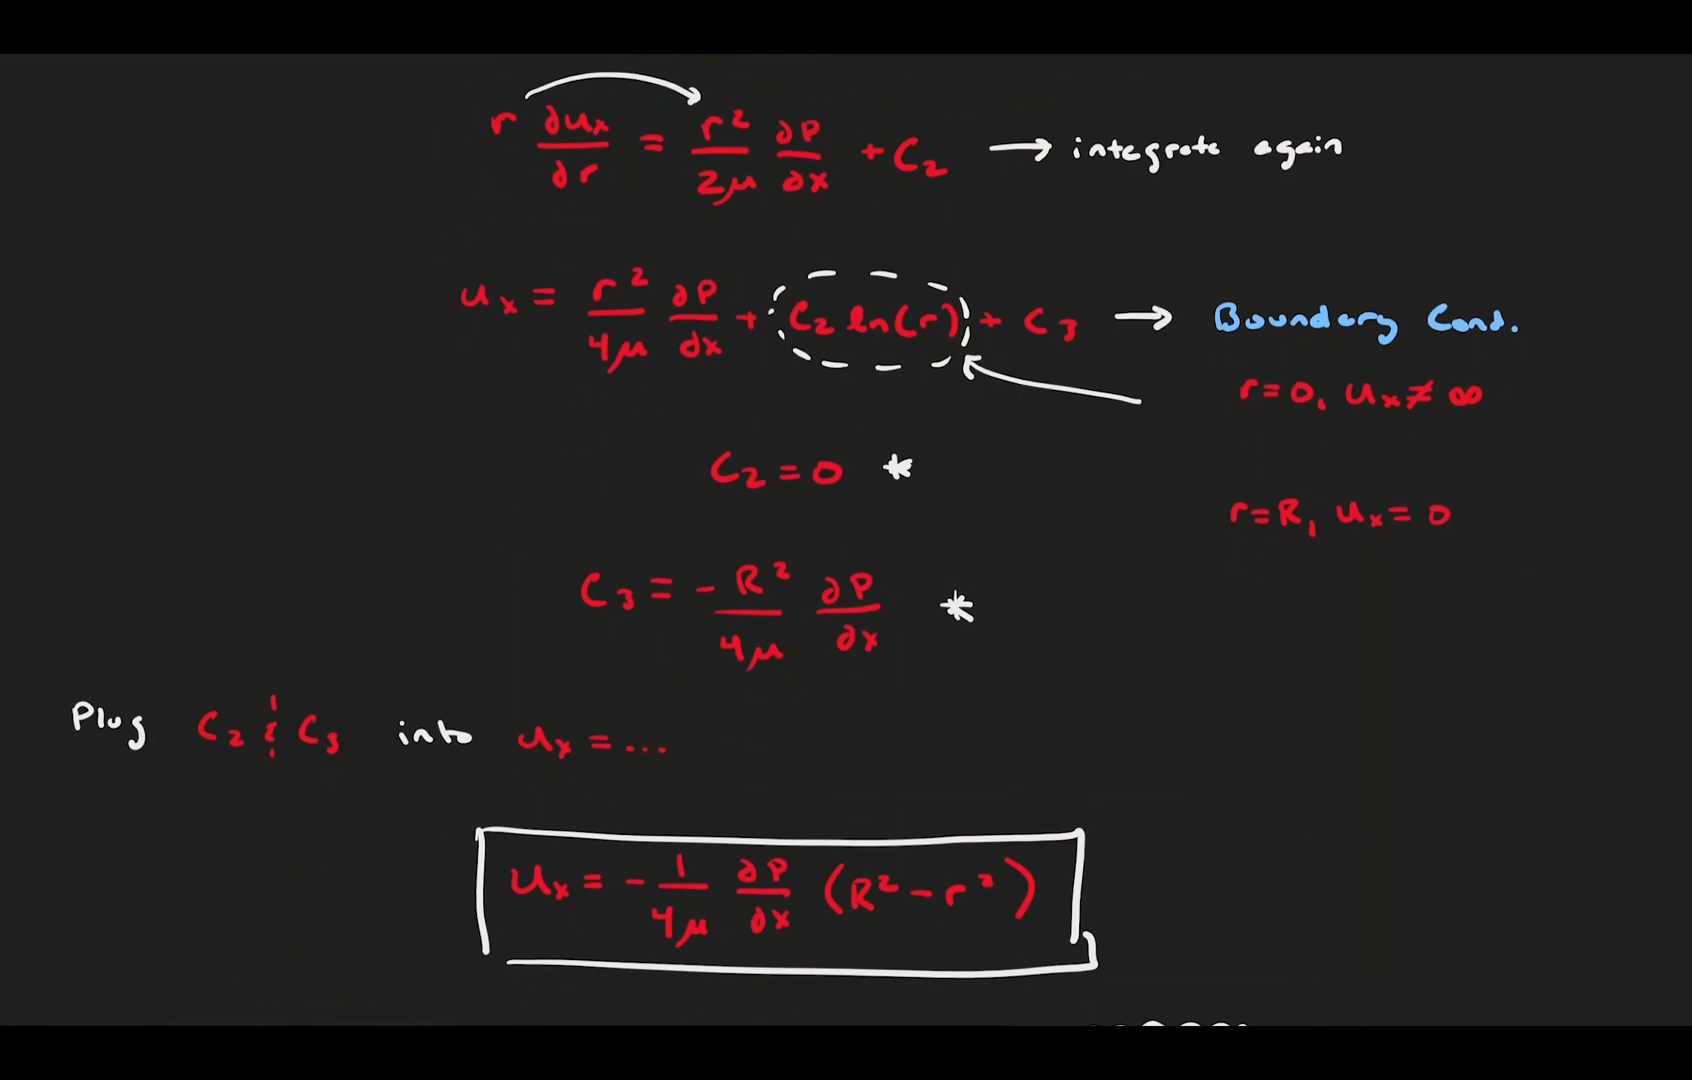 r ∂uₓ/∂r = r²/2μ ∂P/∂x + C₂ → integrate again
uₓ = r²/4μ ∂P/∂x + C₂ ln(r) + C₃ → Boundary Cond.
r=0, uₓ≠∞
C₂=0 *
r=R, uₓ=0
C₃ = -R²/4μ ∂P/∂x *
Plug C₂ & C₃ into uₓ = ...
uₓ = -1/4μ ∂P/∂x (R²-r²)